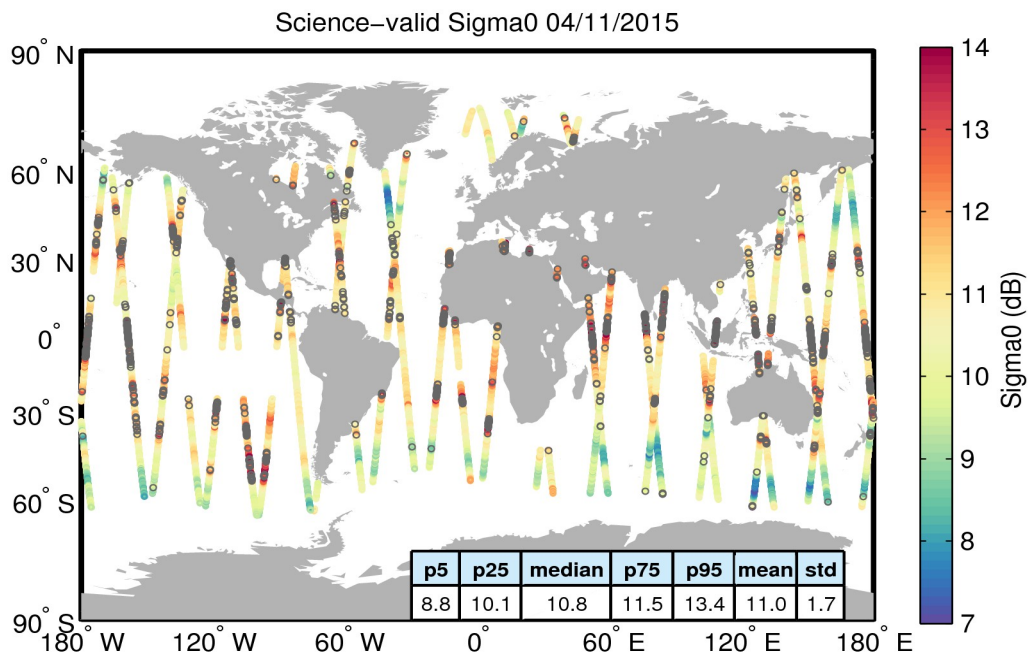 Science−valid Sigma0 04/11/2015
90° N
60° N
30° N
0°
30° S
60° S
90° S
180° W 120° W 60° W 0° 60° E 120° E 180° E
p5 p25 median p75 p95 mean std
8.8 10.1 10.8 11.5 13.4 11.0 1.7
14
13
12
11
10
9
8
7
Sigma0 (dB)